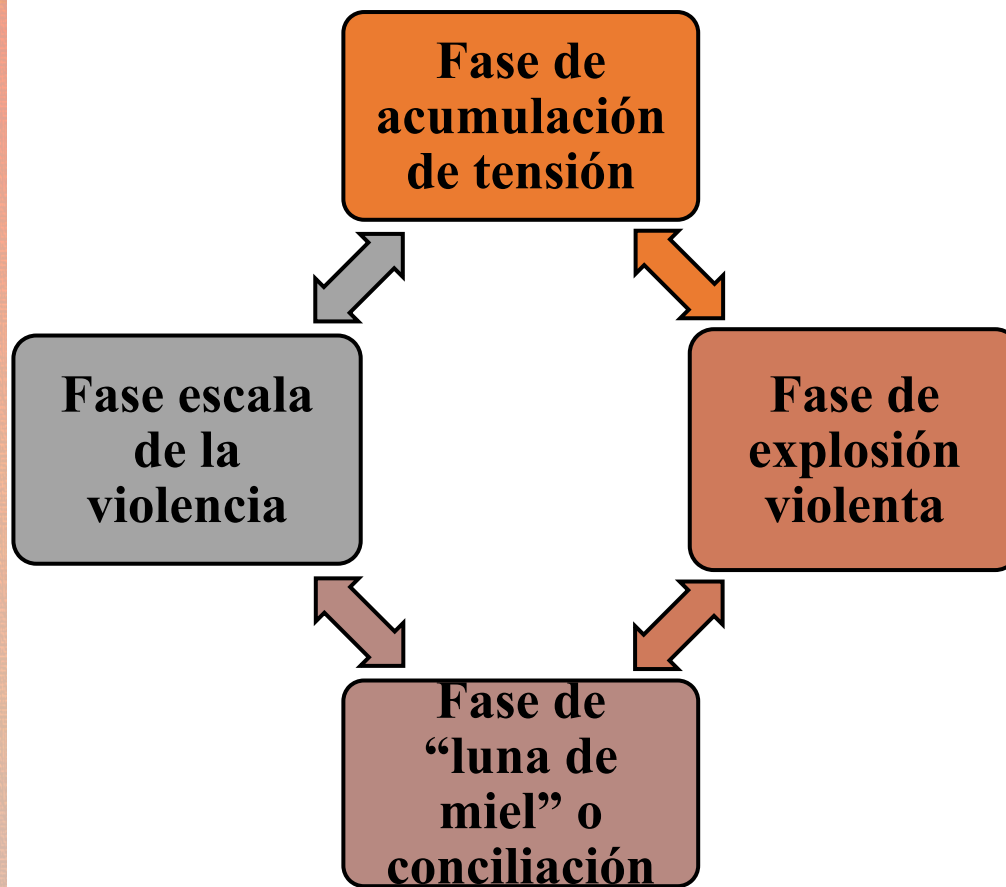 Fase de
acumulación
de tensión
Fase escala
de la
violencia
Fase de
explosión
violenta
Fase de
“luna de
miel” o
conciliación